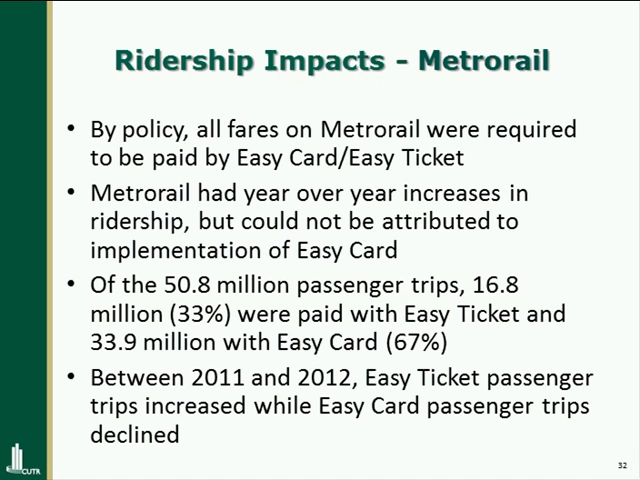 Ridership Impacts - Metrorail
• By policy, all fares on Metrorail were required
to be paid by Easy Card/Easy Ticket
• Metrorail had year over year increases in
ridership, but could not be attributed to
implementation of Easy Card
• Of the 50.8 million passenger trips, 16.8
million (33%) were paid with Easy Ticket and
33.9 million with Easy Card (67%)
• Between 2011 and 2012, Easy Ticket passenger
trips increased while Easy Card passenger trips
declined
CUTR
32